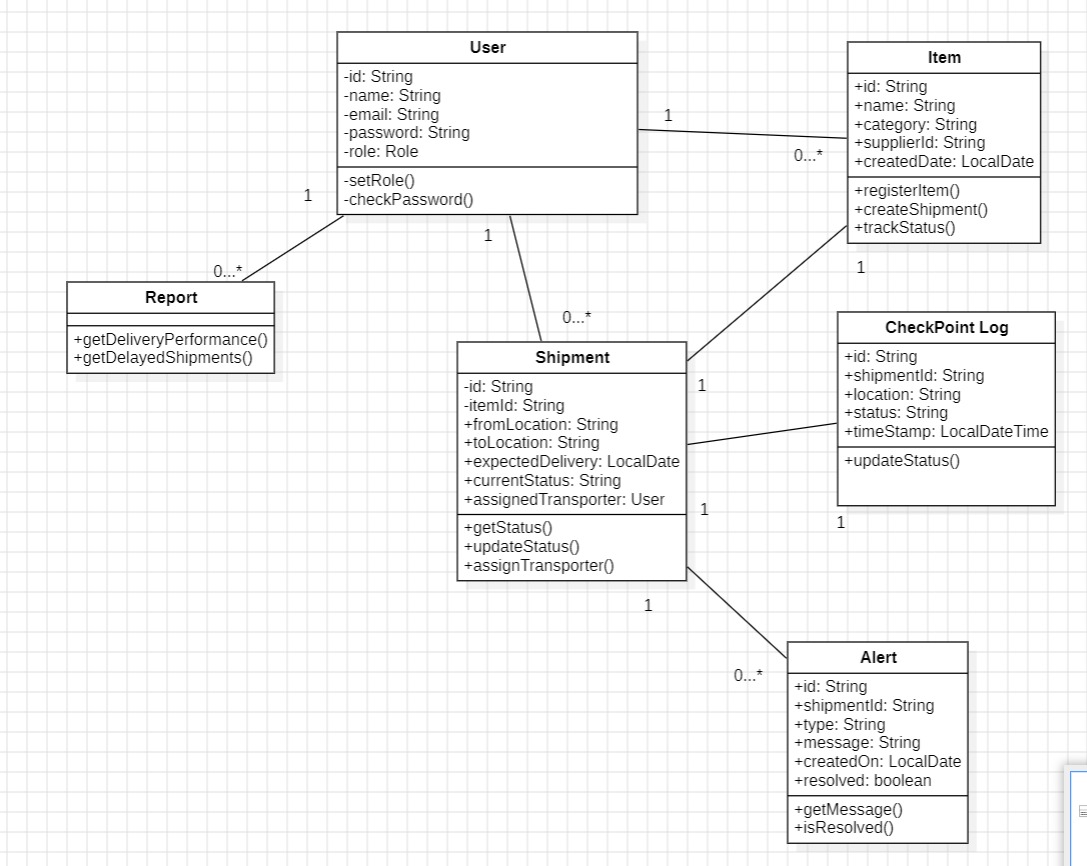 User
-id: String
-name: String
-email: String
-password: String
-role: Role
-setRole()
-checkPassword()
1
0...*
Item
+id: String
+name: String
+category: String
+supplierId: String
+createdDate: LocalDate
+registerItem()
+createShipment()
+trackStatus()
1
0...*
Report
+getDeliveryPerformance()
+getDelayedShipments()
1
0...*
Shipment
-id: String
-itemId: String
+fromLocation: String
+toLocation: String
+expectedDelivery: LocalDate
+currentStatus: String
+assignedTransporter: User
+getStatus()
+updateStatus()
+assignTransporter()
1
1
CheckPoint Log
+id: String
+shipmentId: String
+location: String
+status: String
+timeStamp: LocalDateTime
+updateStatus()
1
1
1
0...*
Alert
+id: String
+shipmentId: String
+type: String
+message: String
+createdOn: LocalDate
+resolved: boolean
+getMessage()
+isResolved()